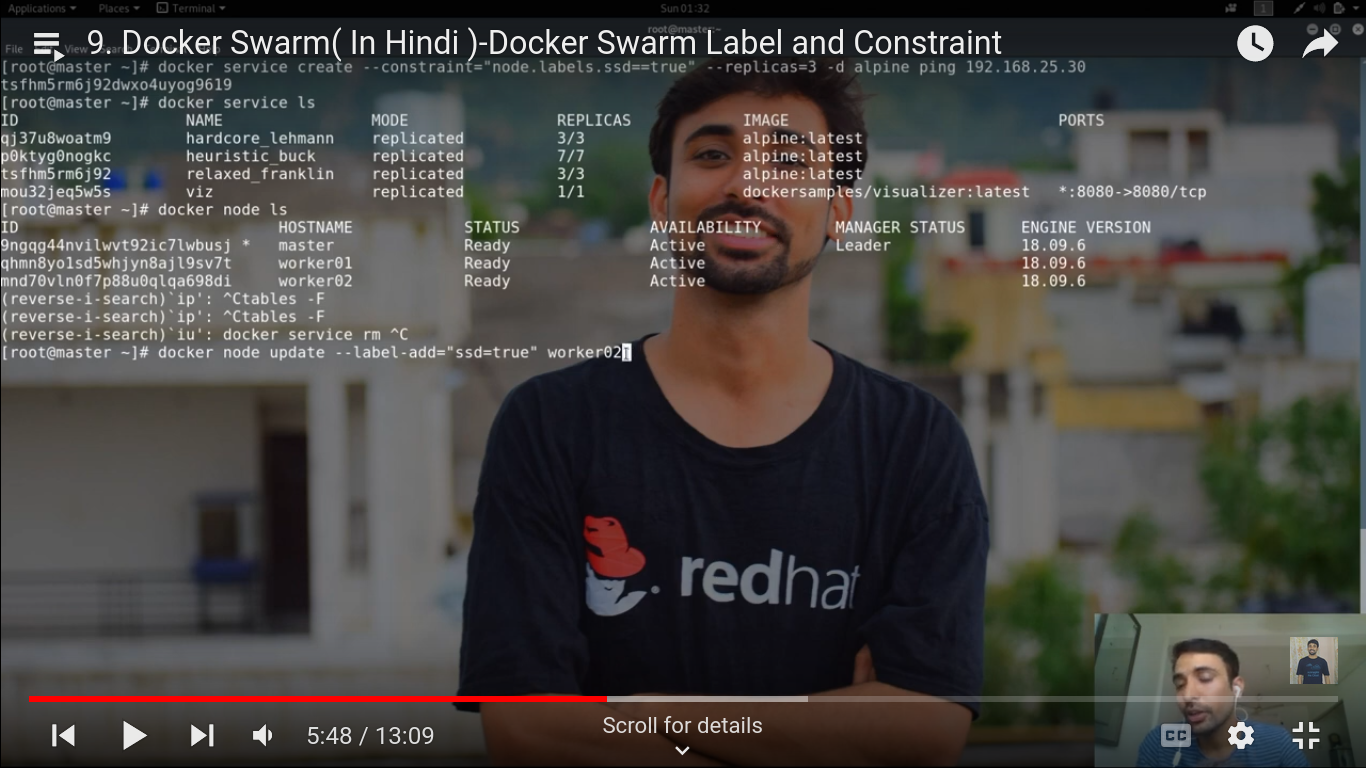 Applications Places Terminal Sun 01:32 1
9. Docker Swarm( In Hindi )-Docker Swarm Label and Constraint
root@master:~
File View
[root@master ~]# docker service create --constraint="node.labels.ssd==true" --replicas=3 -d alpine ping 192.168.25.30
tsfhm5rm6j92dwxo4uyog9619
[root@master ~]# docker service ls
ID NAME MODE REPLICAS IMAGE PORTS
qj37u8woatm9 hardcore_lehmann replicated 3/3 alpine:latest
p0ktyg0nogkc heuristic_buck replicated 7/7 alpine:latest
tsfhm5rm6j92 relaxed_franklin replicated 3/3 alpine:latest
mou32jeq5w5s viz replicated 1/1 dockersamples/visualizer:latest *:8080->8080/tcp
[root@master ~]# docker node ls
ID HOSTNAME STATUS AVAILABILITY MANAGER STATUS ENGINE VERSION
9ngqg44nvilwvt92ic7lwbusj * master Ready Active Leader 18.09.6
qhmn8yo1sd5whjyn8ajl9sv7t worker01 Ready Active 18.09.6
mnd70vln0f7p88u0qlqa698di worker02 Ready Active 18.09.6
(reverse-i-search)`ip': ^Ctables -F
(reverse-i-search)`ip': ^Ctables -F
(reverse-i-search)`iu': docker service rm ^C
[root@master ~]# docker node update --label-add="ssd=true" worker02
redhat
5:48 / 13:09
Scroll for details
CC